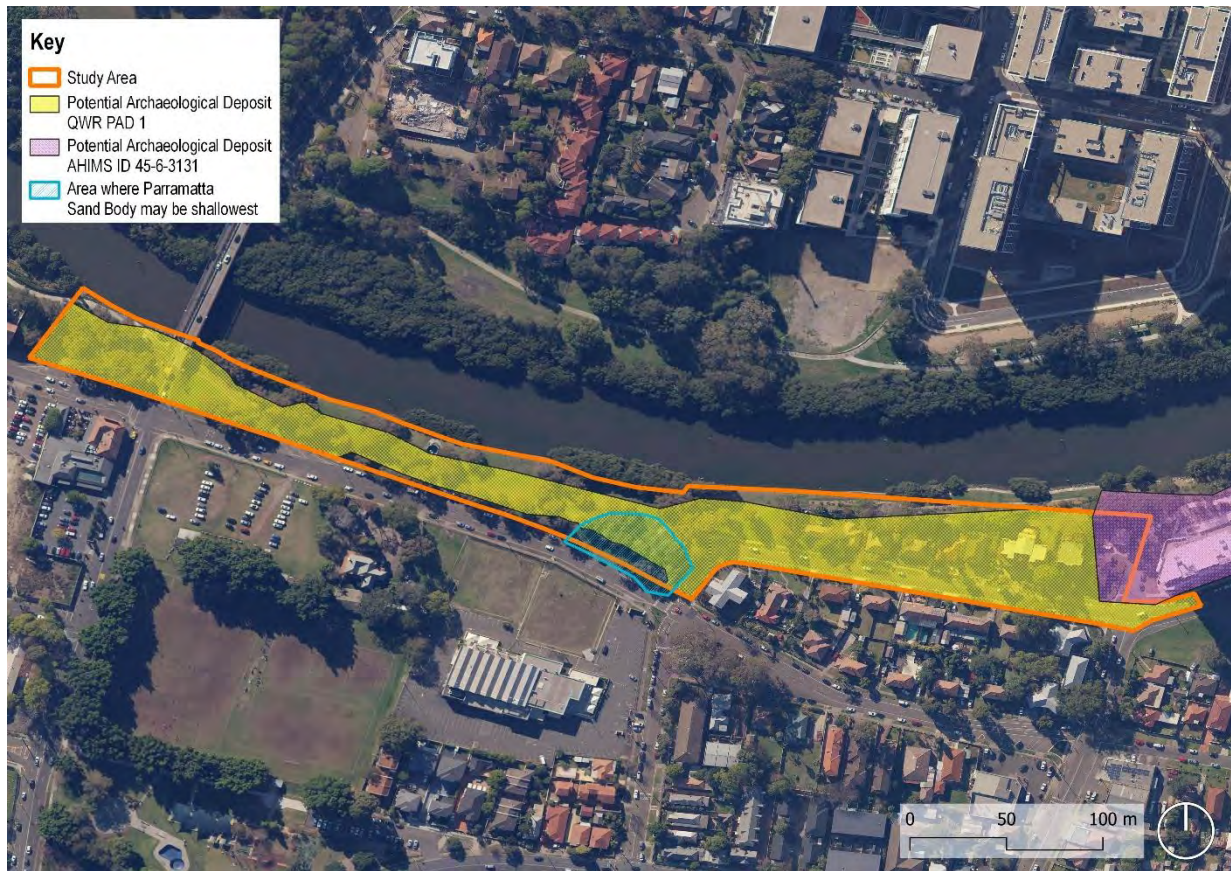 Key
Study Area
Potential Archaeological Deposit
QWR PAD 1
Potential Archaeological Deposit
AHIMS ID 45-6-3131
Area where Parramatta
Sand Body may be shallowest
0 50 100 m